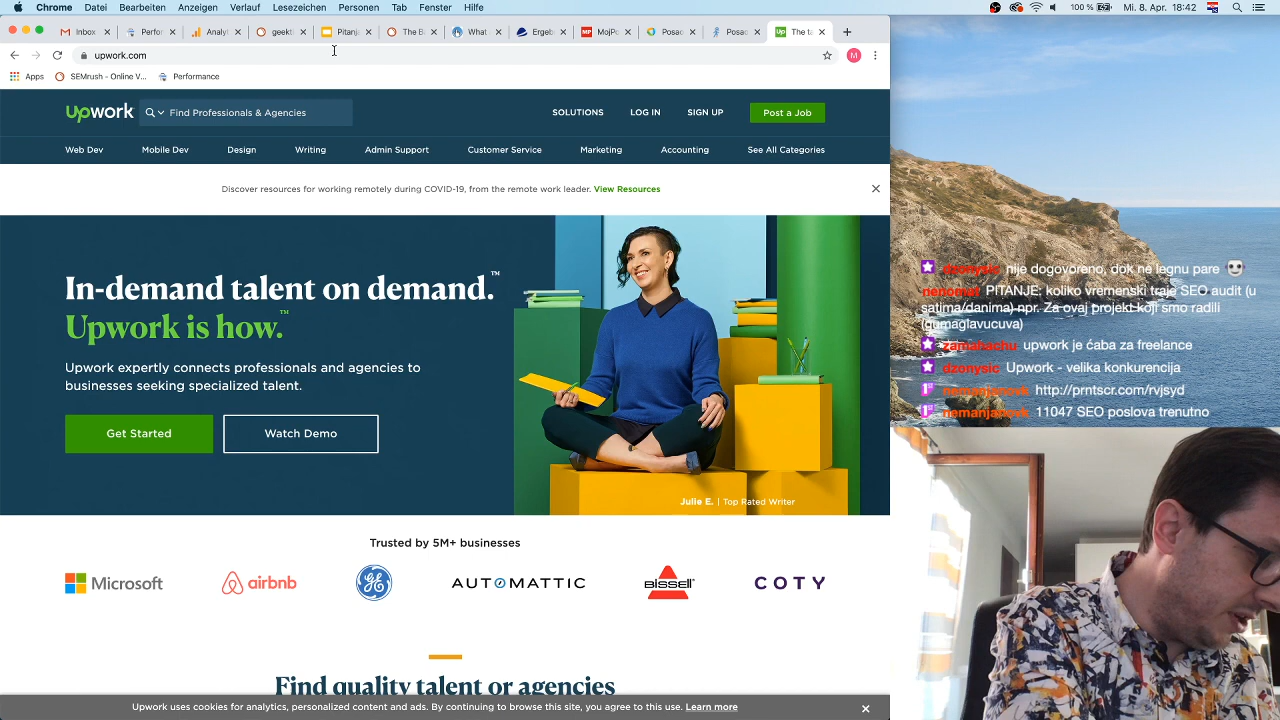 Chrome Datei Bearbeiten Anzeigen Verlauf Lesezeichen Personen Tab Fenster Hilfe
100 % Mi. 8. Apr. 18:42
Inbox Perfor Analyt geekt Pitanj The B What Ergeb MojPo Posac Posac The ta
upwork.com M
Apps SEMrush - Online V... Performance
Upwork Find Professionals & Agencies SOLUTIONS LOG IN SIGN UP Post a Job
Web Dev Mobile Dev Design Writing Admin Support Customer Service Marketing Accounting See All Categories
Discover resources for working remotely during COVID-19, from the remote work leader. View Resources
In-demand talent on demand.™
Upwork is how.™
Upwork expertly connects professionals and agencies to
businesses seeking specialized talent.
Get Started Watch Demo
Julie E. | Top Rated Writer
Trusted by 5M+ businesses
Microsoft airbnb GE AUTOMATTIC BISSELL COTY
Find quality talent or agencies
Upwork uses cookies for analytics, personalized content and ads. By continuing to browse this site, you agree to this use. Learn more
dzonysic nije dogovoreno, dok ne legnu pare
PITANJE: koliko vremenski traje SEO audit (u
satima/danima) npr. Za ovaj projekt koji smo radili
(gumaglavucuva)
upwork je ćaba za freelance
dzonysic Upwork - velika konkurencija
nemanjanovk http://prntscr.com/rvjsyd
nemanjanovk 11047 SEO poslova trenutno